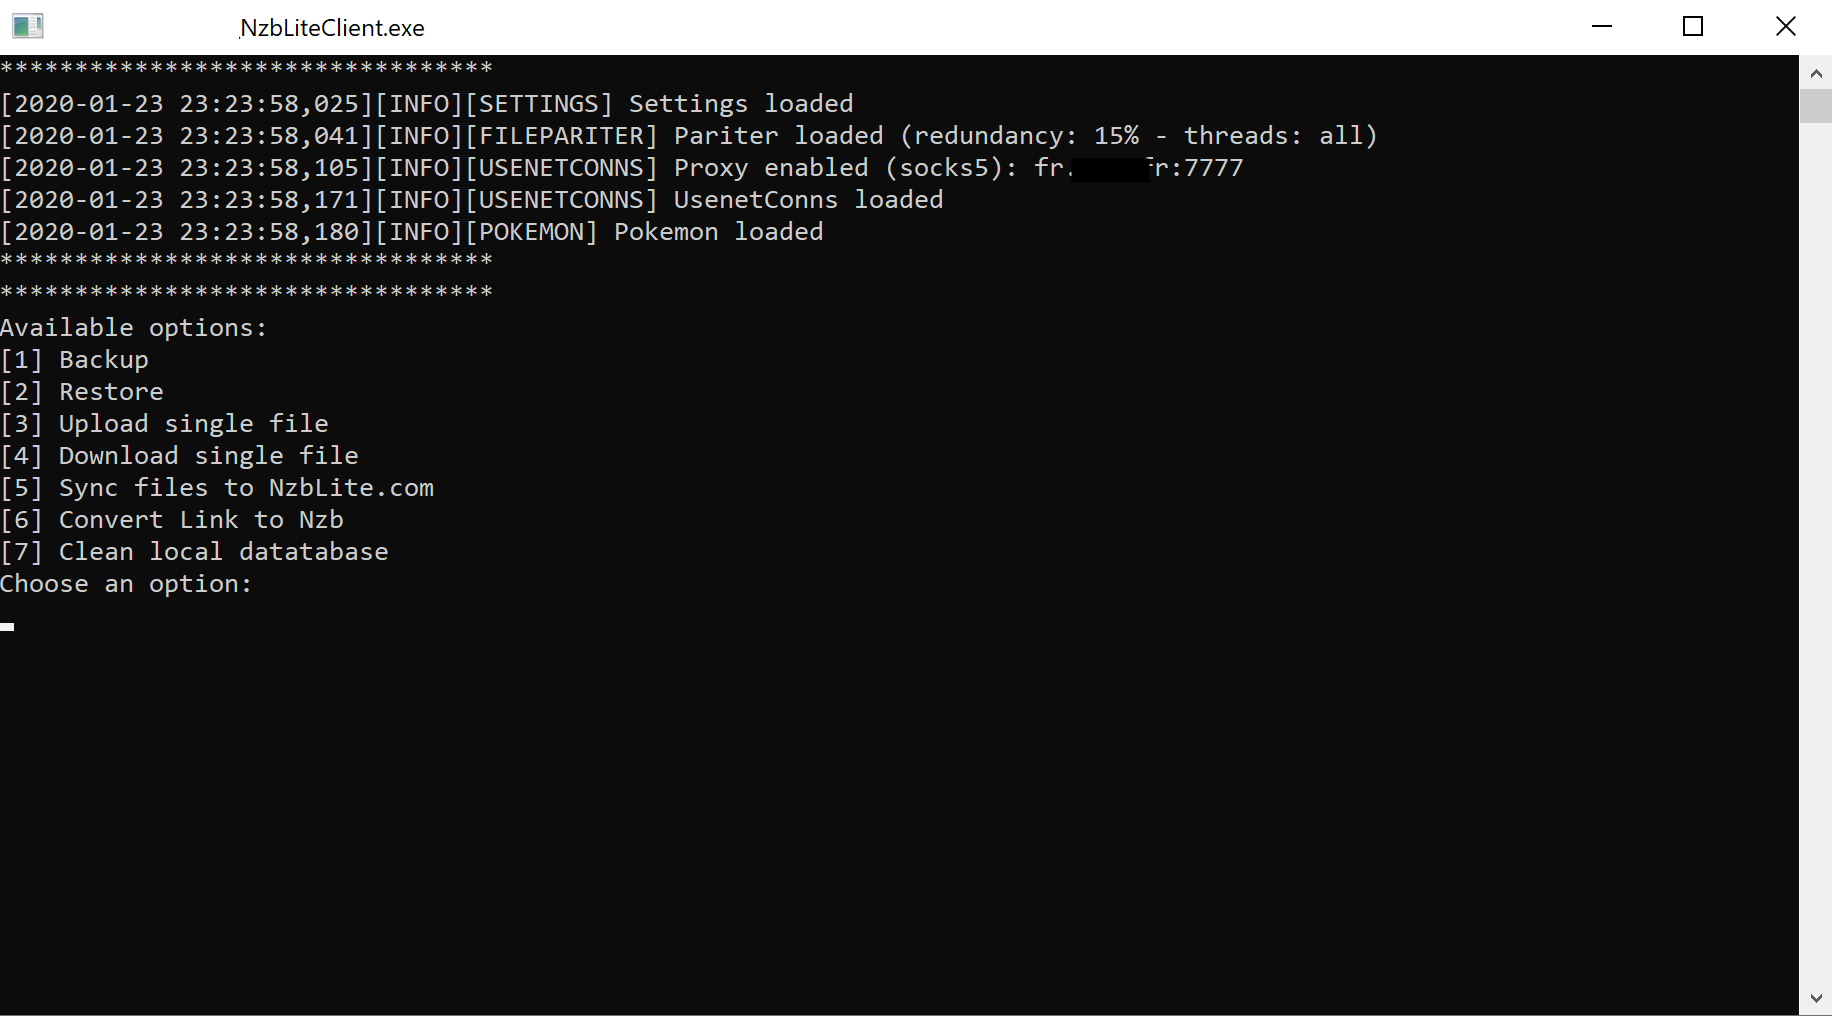 NzbLiteClient.exe
*********************************
[2020-01-23 23:23:58,025][INFO][SETTINGS] Settings loaded
[2020-01-23 23:23:58,041][INFO][FILEPARITER] Pariter loaded (redundancy: 15% - threads: all)
[2020-01-23 23:23:58,105][INFO][USENETCONNS] Proxy enabled (socks5): fr. fr:7777
[2020-01-23 23:23:58,171][INFO][USENETCONNS] UsenetConns loaded
[2020-01-23 23:23:58,180][INFO][POKEMON] Pokemon loaded
*********************************
*********************************
Available options:
[1] Backup
[2] Restore
[3] Upload single file
[4] Download single file
[5] Sync files to NzbLite.com
[6] Convert Link to Nzb
[7] Clean local datatabase
Choose an option: